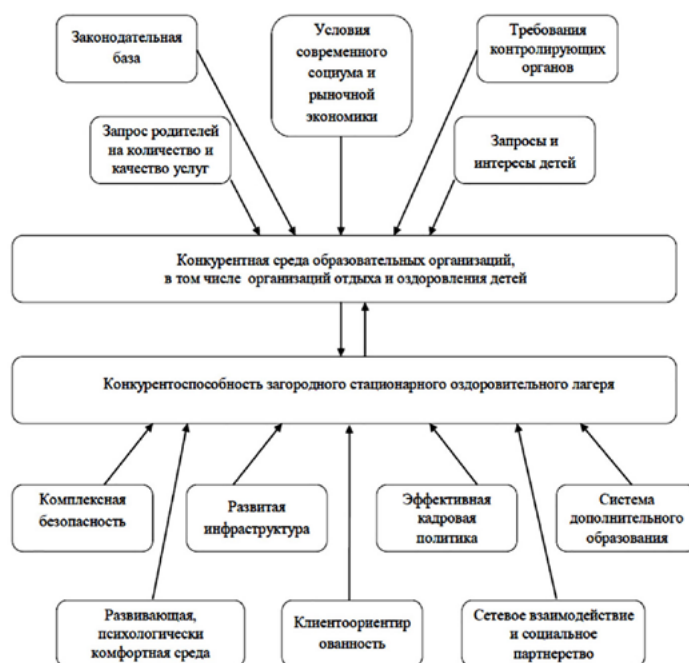 Законодательная
база
Условия
современного
социума и
рыночной
экономики
Требования
контролирующих
органов
Запрос родителей
на количество и
качество услуг
Запросы и
интересы детей
Конкурентная среда образовательных организаций,
в том числе организаций отдыха и оздоровления детей
Конкурентоспособность загородного стационарного оздоровительного лагеря
Комплексная
безопасность
Развитая
инфраструктура
Эффективная
кадровая
политика
Система
дополнительного
образования
Развивающая,
психологически
комфортная среда
Клиентоориентир
ованность
Сетевое взаимодействие
и социальное
партнерство